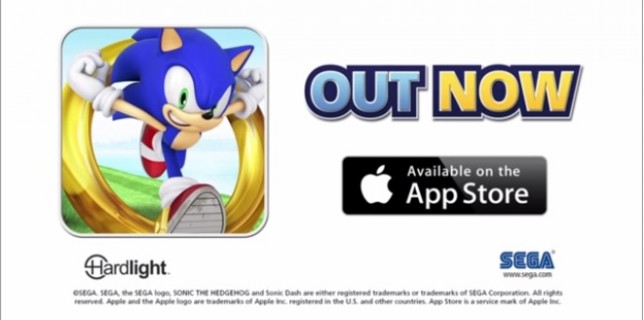 OUT NOW
Available on the
App Store
Hardlight
SEGA
www.sega.com
©SEGA. SEGA, the SEGA logo, SONIC THE HEDGEHOG and Sonic Dash are either registered trademarks or trademarks of SEGA Corporation. All rights
reserved. Apple and the Apple logo are trademarks of Apple Inc. registered in the U.S. and other countries. App Store is a service mark of Apple Inc.